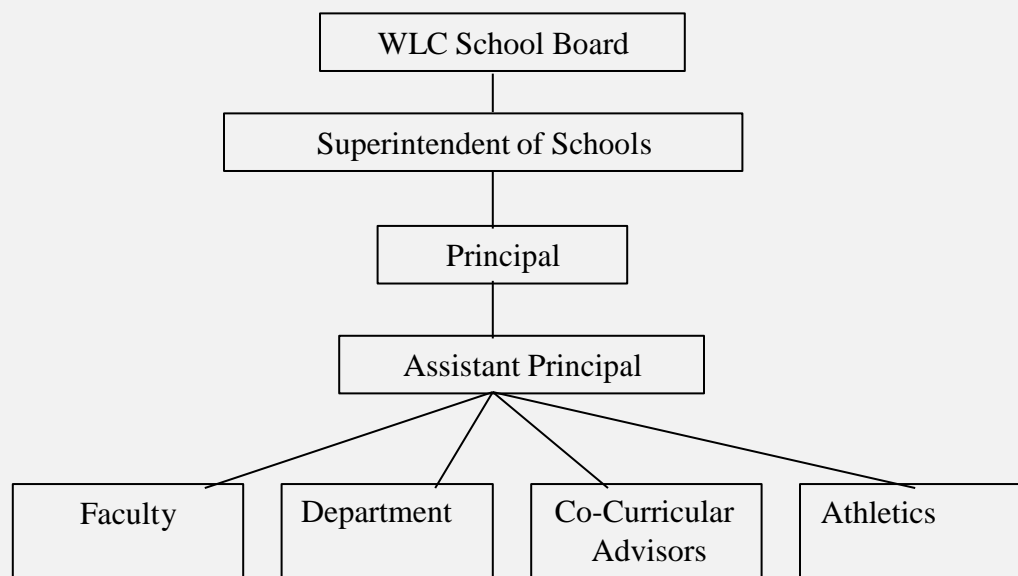 WLC School Board
Superintendent of Schools
Principal
Assistant Principal
Faculty
Department
Co-Curricular
Advisors
Athletics